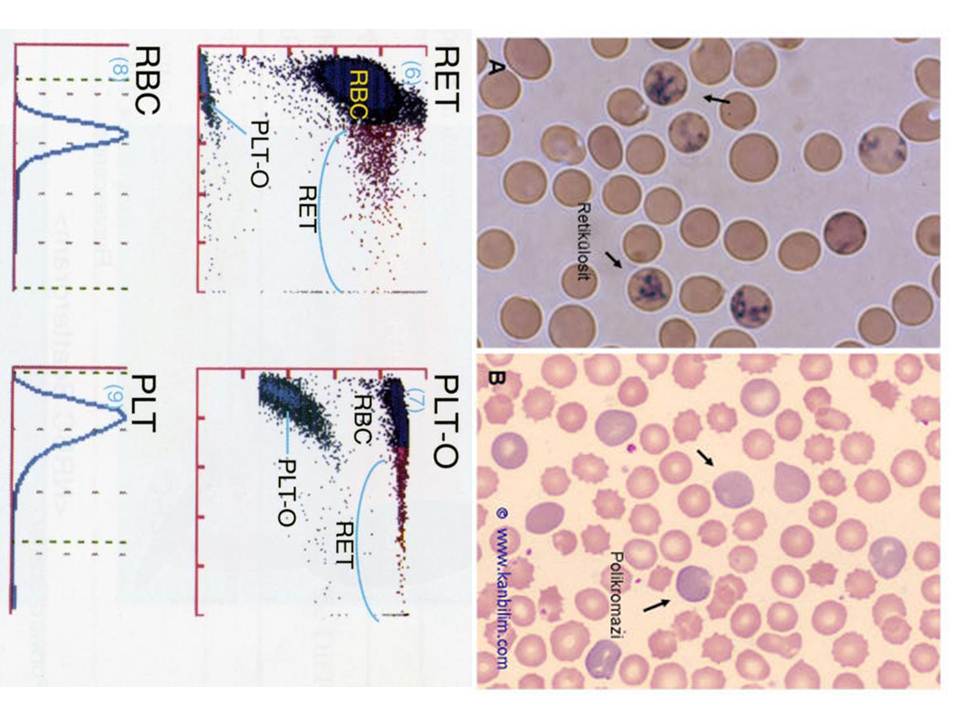 RET
(6)
RBC
PLT-O
RET
PLT-O
(7)
RBC
RET
PLT-O
RBC
(8)
PLT
(9)
A
Retikülosit
B
Polikromazi
© www.kanbilim.com